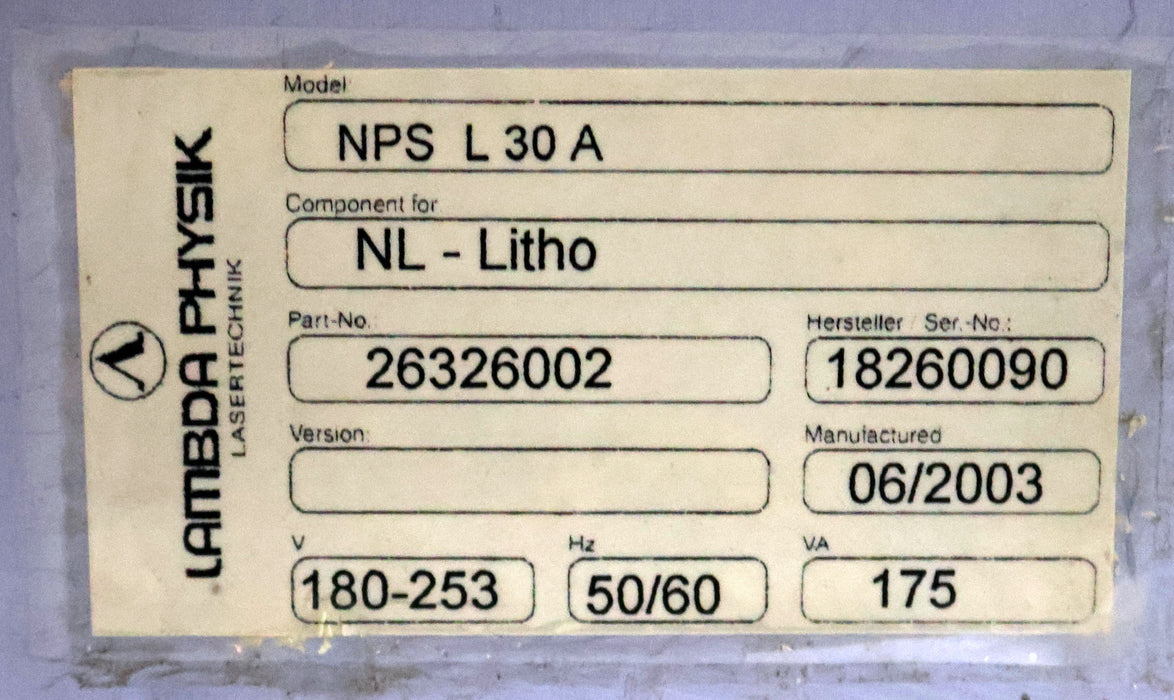 LAMBDA PHYSIK
LASERTECHNIK
Model
NPS L 30 A
Component for
NL - Litho
Part-No.
26326002
Hersteller / Ser.-No.:
18260090
Version:
Manufactured
06/2003
V
180-253
Hz
50/60
VA
175